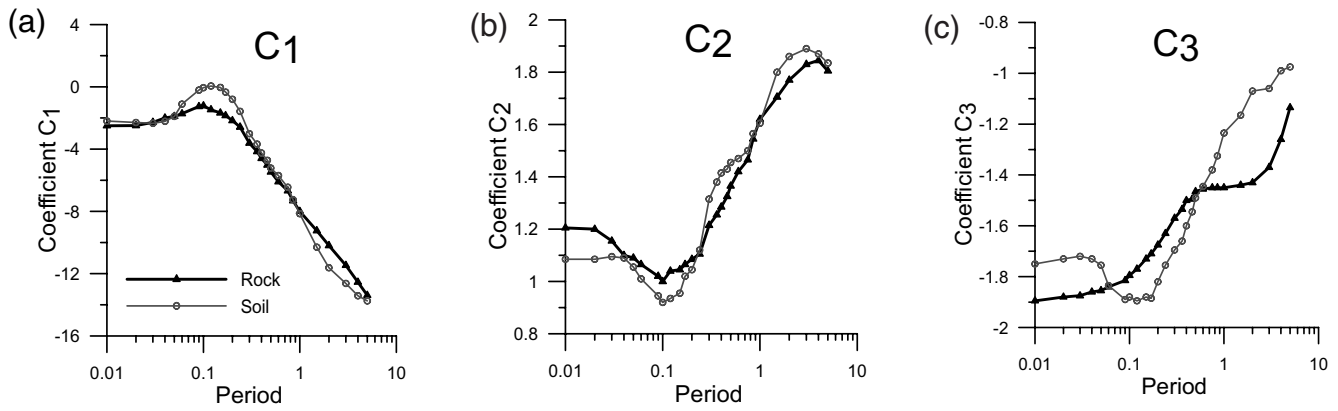 (a)
C1
Coefficient C1
4
0
-4
-8
-12
-16
Rock
Soil
0.01
0.1
1
10
Period
(b)
C2
Coefficient C2
2
1.8
1.6
1.4
1.2
1
0.8
0.01
0.1
1
10
Period
(c)
C3
Coefficient C3
-0.8
-1
-1.2
-1.4
-1.6
-1.8
-2
0.01
0.1
1
10
Period